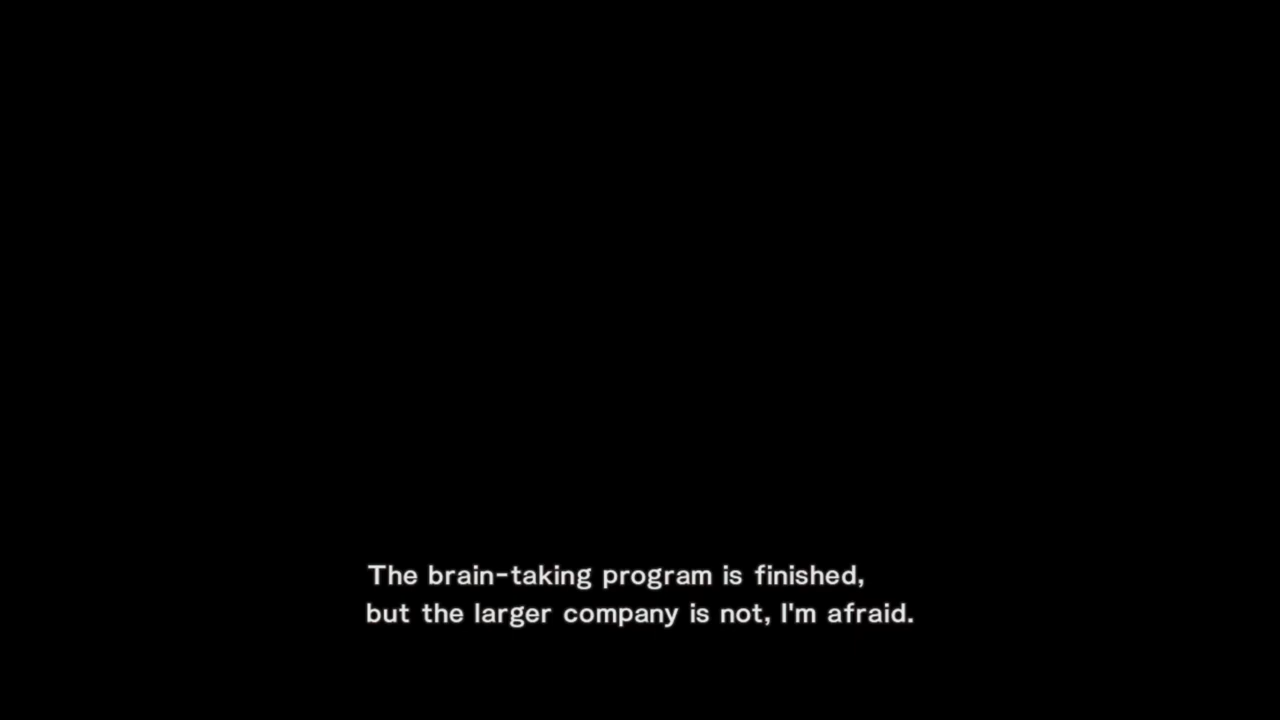 The brain-taking program is finished,
but the larger company is not, I'm afraid.